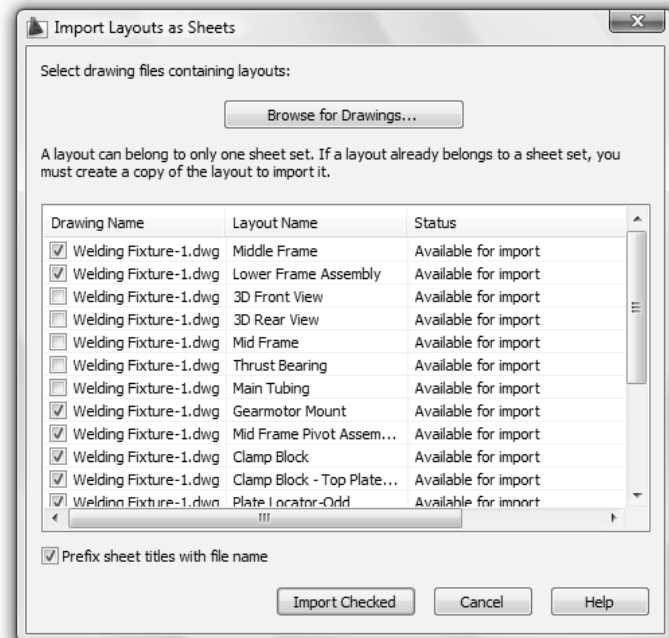 Import Layouts as Sheets
Select drawing files containing layouts:
Browse for Drawings...
A layout can belong to only one sheet set. If a layout already belongs to a sheet set, you
must create a copy of the layout to import it.
Drawing Name Layout Name Status
Welding Fixture-1.dwg Middle Frame Available for import
Welding Fixture-1.dwg Lower Frame Assembly Available for import
Welding Fixture-1.dwg 3D Front View Available for import
Welding Fixture-1.dwg 3D Rear View Available for import
Welding Fixture-1.dwg Mid Frame Available for import
Welding Fixture-1.dwg Thrust Bearing Available for import
Welding Fixture-1.dwg Main Tubing Available for import
Welding Fixture-1.dwg Gearmotor Mount Available for import
Welding Fixture-1.dwg Mid Frame Pivot Assem... Available for import
Welding Fixture-1.dwg Clamp Block Available for import
Welding Fixture-1.dwg Clamp Block - Top Plate... Available for import
Welding Fixture-1.dwg Plate Locator-Odd Available for import
Prefix sheet titles with file name
Import Checked Cancel Help